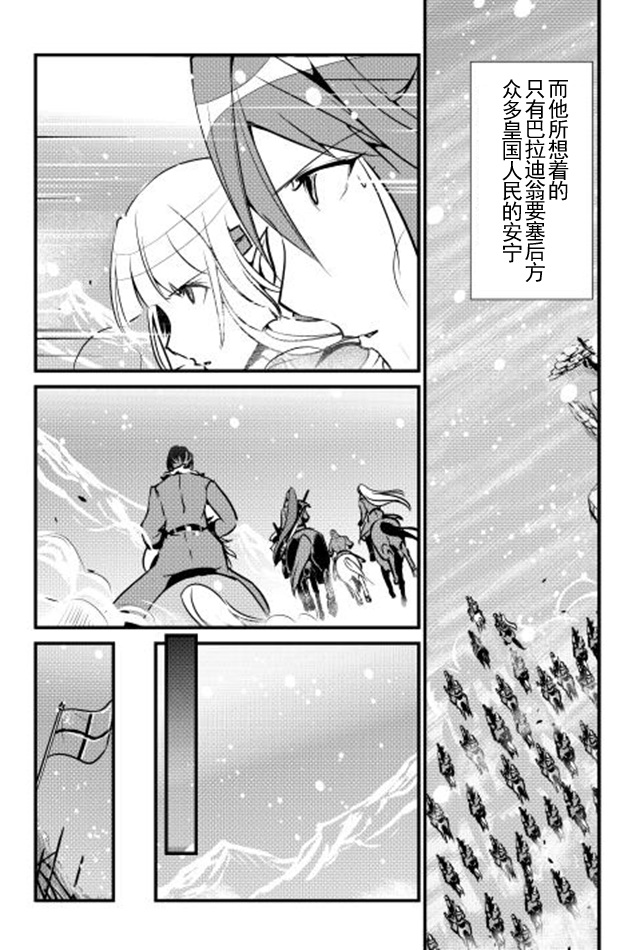 而他所想着的
只有巴拉迪翁要塞后方
众多皇国人民的安宁